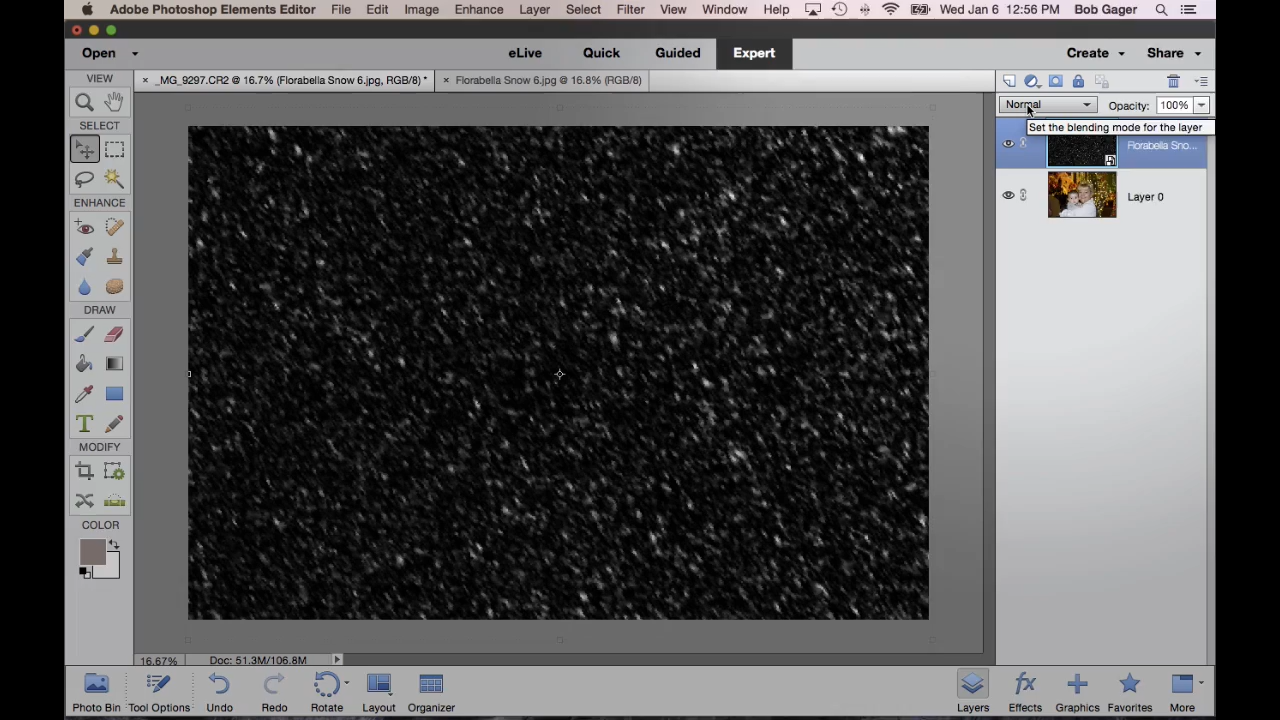 Adobe Photoshop Elements Editor File Edit Image Enhance Layer Select Filter View Window Help Wed Jan 6 12:56 PM Bob Gager
Open eLive Quick Guided Expert Create Share
VIEW × _MG_9297.CR2 @ 16.7% (Florabella Snow 6.jpg, RGB/8) * × Florabella Snow 6.jpg @ 16.8% (RGB/8)
Normal Opacity: 100%
SELECT
Set the blending mode for the layer
Florabella Sno...
Layer 0
ENHANCE
DRAW
T
MODIFY
COLOR
16.67% Doc: 51.3M/106.8M
Photo Bin Tool Options Undo Redo Rotate Layout Organizer fx Layers Effects Graphics Favorites More